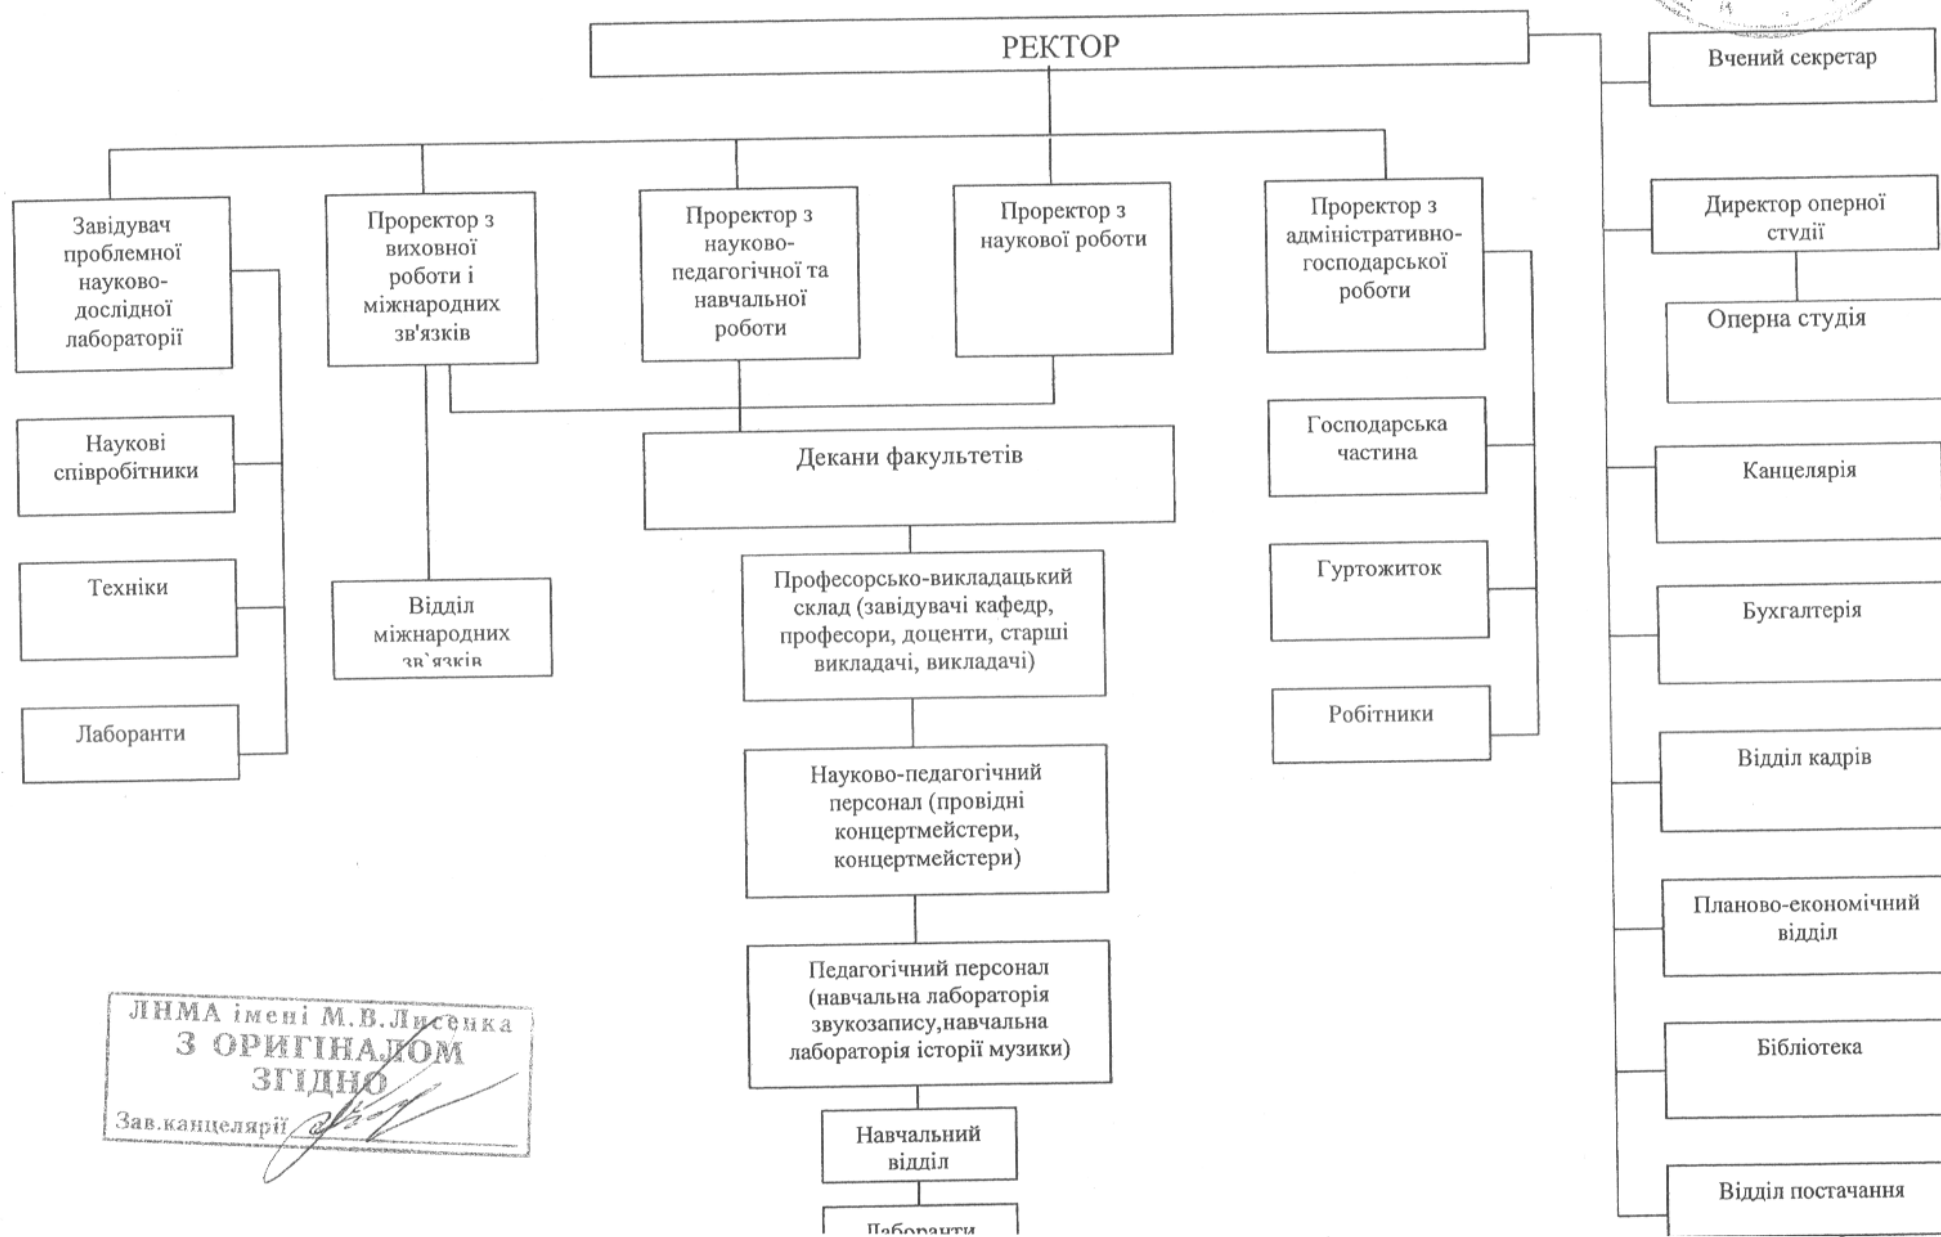 РЕКТОР
Вчений секретар
Завідувач
проблемної
науково-
дослідної
лабораторії
Проректор з
виховної
роботи і
міжнародних
зв'язків
Проректор з
науково-
педагогічної та
навчальної
роботи
Проректор з
наукової роботи
Проректор з
адміністративно-
господарської
роботи
Директор оперної
студії
Оперна студія
Наукові
співробітники
Декани факультетів
Господарська
частина
Канцелярія
Техніки
Відділ
міжнародних
зв`язків
Професорсько-викладацький
склад (завідувачі кафедр,
професори, доценти, старші
викладачі, викладачі)
Гуртожиток
Бухгалтерія
Лаборанти
Науково-педагогічний
персонал (провідні
концертмейстери,
концертмейстери)
Робітники
Відділ кадрів
Педагогічний персонал
(навчальна лабораторія
звукозапису,навчальна
лабораторія історії музики)
Планово-економічний
відділ
Бібліотека
Навчальний
відділ
Лаборанти
Відділ постачання
ЛНМА імені М.В.Лисенка
З ОРИГІНАЛОМ
ЗГІДНО
Зав.канцелярії